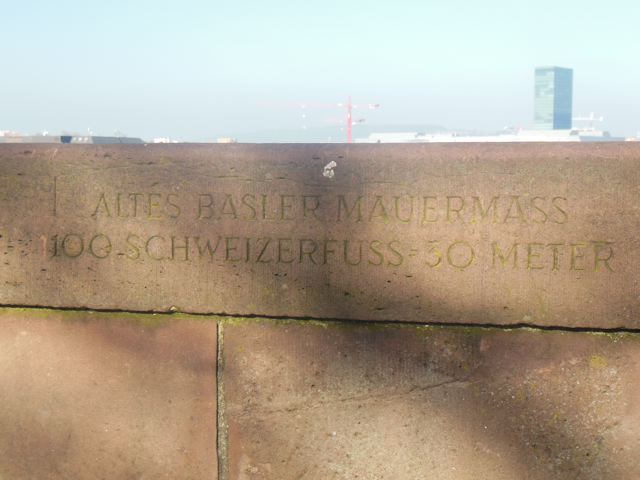 ALTES BASLER MAUERMASS
100 SCHWEIZERFUSS=30 METER